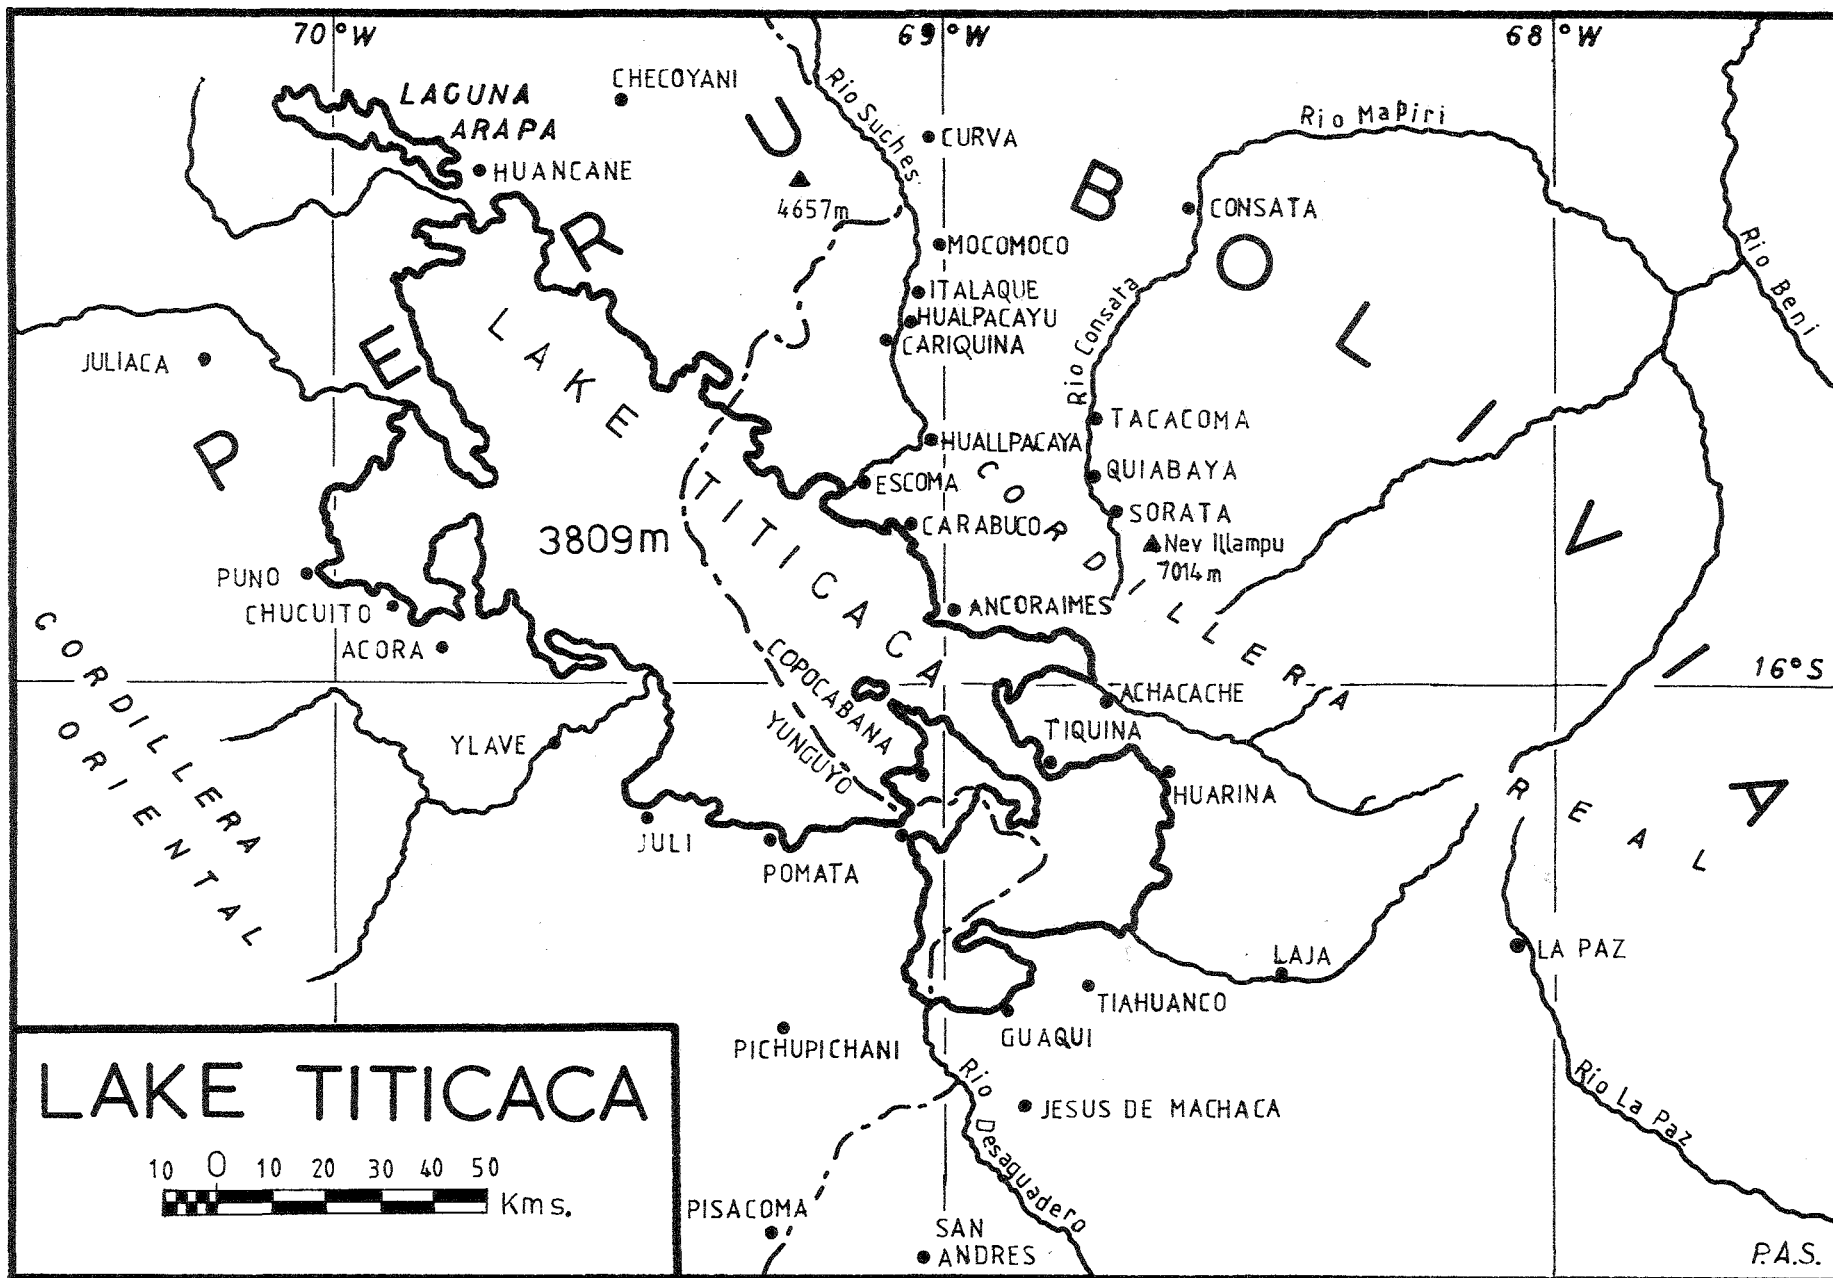 70°W
69°W
68°W
LAGUNA
ARAPA
CHECOYANI
HUANCANE
Rio Suches
CURVA
Rio Mapiri
4657m
CONSATA
MOCOMOCO
ITALAQUE
HUALPACAYU
CARIQUINA
Rio Consata
Rio Beni
PERU
BOLIVIA
LAKE
TITICACA
JULIACA
TACACOMA
HUALLPACAYA
QUIABAYA
ESCOMA
SORATA
CARABUCO
Nev Illampu
7014m
3809m
CORDILLERA
REAL
PUNO
CHUCUITO
ACORA
ANCORAIMES
CORDILLERA
ORIENTAL
16°S
COPOCABANA
YUNGUYO
ACHACACHE
TIQUINA
YLAVE
HUARINA
JULI
POMATA
LAJA
LA PAZ
TIAHUANCO
GUAQUI
PICHUPICHANI
Rio Desaguadero
JESUS DE MACHACA
Rio La Paz
PISACOMA
SAN
ANDRES
LAKE TITICACA
10 0 10 20 30 40 50
Kms.
P.A.S.